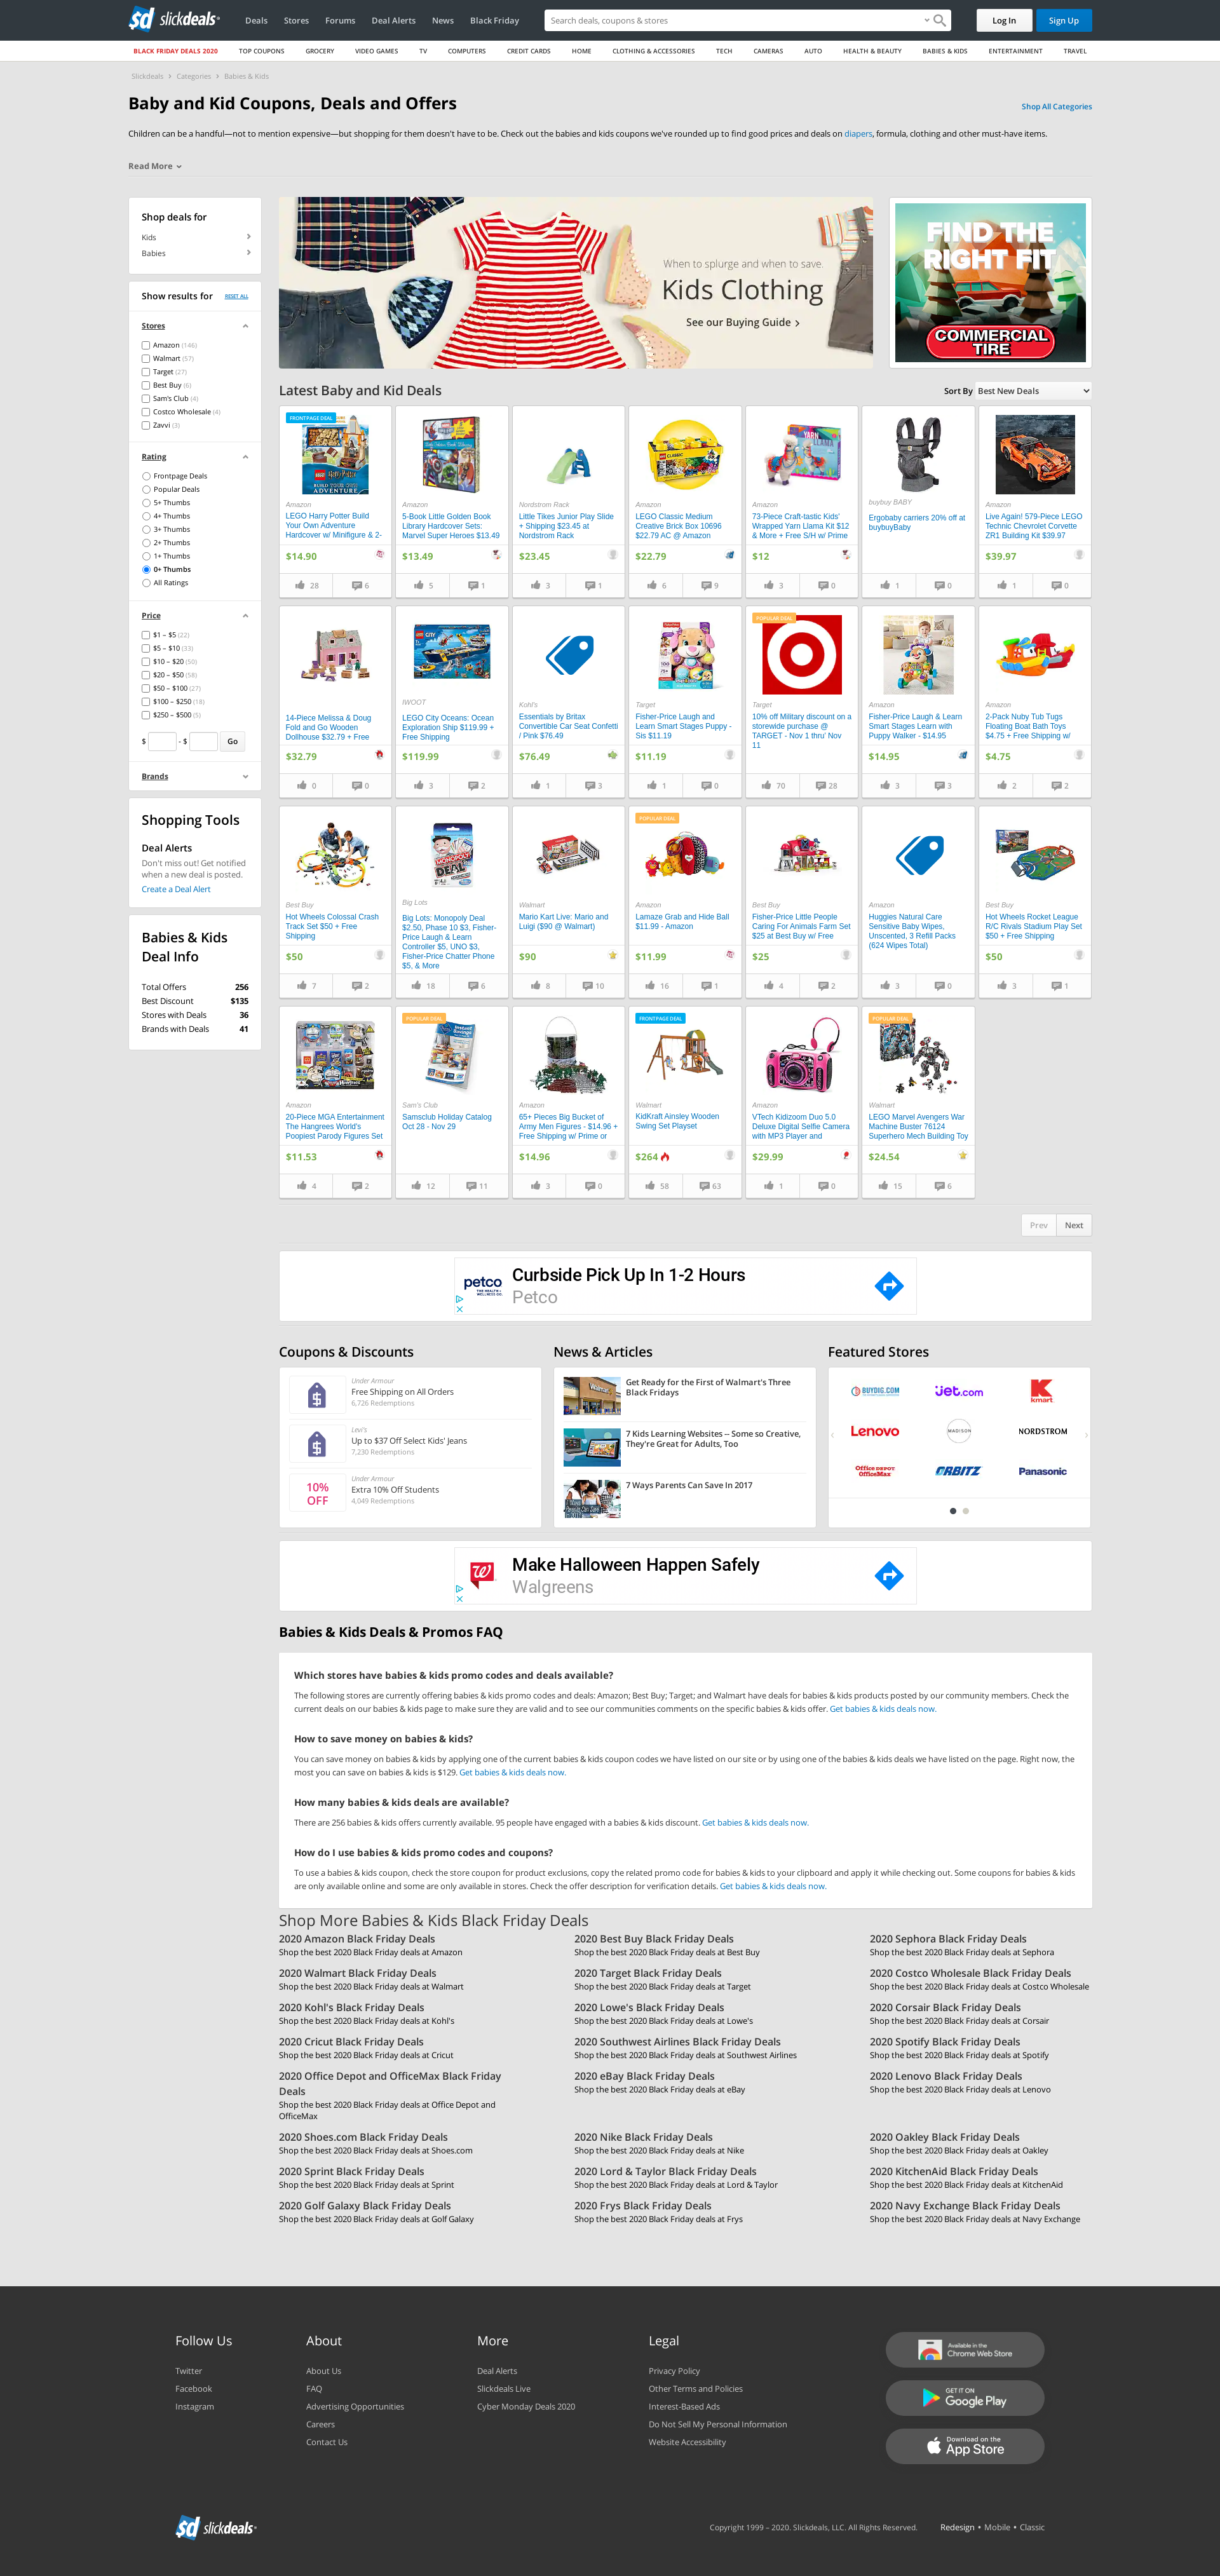 sd slickdeals
Deals
Stores
Forums
Deal Alerts
News
Black Friday
Search deals, coupons & stores
Log In
Sign Up
BLACK FRIDAY DEALS 2020
TOP COUPONS
GROCERY
VIDEO GAMES
TV
COMPUTERS
CREDIT CARDS
HOME
CLOTHING & ACCESSORIES
TECH
CAMERAS
AUTO
HEALTH & BEAUTY
BABIES & KIDS
ENTERTAINMENT
TRAVEL
Slickdeals > Categories > Babies & Kids
Baby and Kid Coupons, Deals and Offers
Shop All Categories
Children can be a handful—not to mention expensive—but shopping for them doesn't have to be. Check out the babies and kids coupons we've rounded up to find good prices and deals on diapers, formula, clothing and other must-have items.
Read More
Shop deals for
Kids
Babies
Show results for
RESET ALL
Stores
Amazon (146)
Walmart (57)
Target (27)
Best Buy (6)
Sam's Club (4)
Costco Wholesale (4)
Zavvi (3)
Rating
Frontpage Deals
Popular Deals
5+ Thumbs
4+ Thumbs
3+ Thumbs
2+ Thumbs
1+ Thumbs
0+ Thumbs
All Ratings
Price
$1 – $5 (22)
$5 – $10 (33)
$10 – $20 (50)
$20 – $50 (58)
$50 – $100 (27)
$100 – $250 (18)
$250 – $500 (5)
$ - $ Go
Brands
Shopping Tools
Deal Alerts
Don't miss out! Get notified
when a new deal is posted.
Create a Deal Alert
Babies & Kids
Deal Info
Total Offers 256
Best Discount $135
Stores with Deals 36
Brands with Deals 41
When to splurge and when to save.
Kids Clothing
See our Buying Guide >
FIND THE
RIGHT FIT
COMMERCIAL
TIRE
Latest Baby and Kid Deals
Sort By Best New Deals
FRONTPAGE DEAL
Amazon
LEGO Harry Potter Build
Your Own Adventure
Hardcover w/ Minifigure & 2-
$14.90
28 6
Amazon
5-Book Little Golden Book
Library Hardcover Sets:
Marvel Super Heroes $13.49
$13.49
5 1
Nordstrom Rack
Little Tikes Junior Play Slide
+ Shipping $23.45 at
Nordstrom Rack
$23.45
3 1
Amazon
LEGO Classic Medium
Creative Brick Box 10696
$22.79 AC @ Amazon
$22.79
6 9
Amazon
73-Piece Craft-tastic Kids'
Wrapped Yarn Llama Kit $12
& More + Free S/H w/ Prime
$12
3 0
buybuy BABY
Ergobaby carriers 20% off at
buybuyBaby
1 0
Amazon
Live Again! 579-Piece LEGO
Technic Chevrolet Corvette
ZR1 Building Kit $39.97
$39.97
1 0
14-Piece Melissa & Doug
Fold and Go Wooden
Dollhouse $32.79 + Free
$32.79
0 0
IWOOT
LEGO City Oceans: Ocean
Exploration Ship $119.99 +
Free Shipping
$119.99
3 2
Kohl's
Essentials by Britax
Convertible Car Seat Confetti
/ Pink $76.49
$76.49
1 3
Target
Fisher-Price Laugh and
Learn Smart Stages Puppy -
Sis $11.19
$11.19
1 0
POPULAR DEAL
Target
10% off Military discount on a
storewide purchase @
TARGET - Nov 1 thru' Nov
11
70 28
Amazon
Fisher-Price Laugh & Learn
Smart Stages Learn with
Puppy Walker - $14.95
$14.95
3 3
Amazon
2-Pack Nuby Tub Tugs
Floating Boat Bath Toys
$4.75 + Free Shipping w/
$4.75
2 2
Best Buy
Hot Wheels Colossal Crash
Track Set $50 + Free
Shipping
$50
7 2
Big Lots
Big Lots: Monopoly Deal
$2.50, Phase 10 $3, Fisher-
Price Laugh & Learn
Controller $5, UNO $3,
Fisher-Price Chatter Phone
$5, & More
18 6
Walmart
Mario Kart Live: Mario and
Luigi ($90 @ Walmart)
$90
8 10
POPULAR DEAL
Amazon
Lamaze Grab and Hide Ball
$11.99 - Amazon
$11.99
16 1
Best Buy
Fisher-Price Little People
Caring For Animals Farm Set
$25 at Best Buy w/ Free
$25
4 2
Amazon
Huggies Natural Care
Sensitive Baby Wipes,
Unscented, 3 Refill Packs
(624 Wipes Total)
3 0
Best Buy
Hot Wheels Rocket League
R/C Rivals Stadium Play Set
$50 + Free Shipping
$50
3 1
Amazon
20-Piece MGA Entertainment
The Hangrees World's
Poopiest Parody Figures Set
$11.53
4 2
POPULAR DEAL
Sam's Club
Samsclub Holiday Catalog
Oct 28 - Nov 29
12 11
Amazon
65+ Pieces Big Bucket of
Army Men Figures - $14.96 +
Free Shipping w/ Prime or
$14.96
3 0
FRONTPAGE DEAL
Walmart
KidKraft Ainsley Wooden
Swing Set Playset
$264
58 63
Amazon
VTech Kidizoom Duo 5.0
Deluxe Digital Selfie Camera
with MP3 Player and
$29.99
1 0
POPULAR DEAL
Walmart
LEGO Marvel Avengers War
Machine Buster 76124
Superhero Mech Building Toy
$24.54
15 6
Prev
Next
petco
Curbside Pick Up In 1-2 Hours
Petco
Coupons & Discounts
Under Armour
Free Shipping on All Orders
6,726 Redemptions
Levi's
Up to $37 Off Select Kids' Jeans
7,230 Redemptions
10%
OFF
Under Armour
Extra 10% Off Students
4,049 Redemptions
News & Articles
Get Ready for the First of Walmart's Three
Black Fridays
7 Kids Learning Websites -- Some so Creative,
They're Great for Adults, Too
7 Ways Parents Can Save In 2017
Featured Stores
BUYDIG.COM
jet.com
kmart
Lenovo
MADISON
NORDSTROM
Office DEPOT
OfficeMax
ORBITZ
Panasonic
Make Halloween Happen Safely
Walgreens
Babies & Kids Deals & Promos FAQ
Which stores have babies & kids promo codes and deals available?
The following stores are currently offering babies & kids promo codes and deals: Amazon; Best Buy; Target; and Walmart have deals for babies & kids products posted by our community members. Check the
current deals on our babies & kids page to make sure they are valid and to see our communities comments on the specific babies & kids offer. Get babies & kids deals now.
How to save money on babies & kids?
You can save money on babies & kids by applying one of the current babies & kids coupon codes we have listed on our site or by using one of the babies & kids deals we have listed on the page. Right now, the
most you can save on babies & kids is $129. Get babies & kids deals now.
How many babies & kids deals are available?
There are 256 babies & kids offers currently available. 95 people have engaged with a babies & kids discount. Get babies & kids deals now.
How do I use babies & kids promo codes and coupons?
To use a babies & kids coupon, check the store coupon for product exclusions, copy the related promo code for babies & kids to your clipboard and apply it while checking out. Some coupons for babies & kids
are only available online and some are only available in stores. Check the offer description for verification details. Get babies & kids deals now.
Shop More Babies & Kids Black Friday Deals
2020 Amazon Black Friday Deals
Shop the best 2020 Black Friday deals at Amazon
2020 Best Buy Black Friday Deals
Shop the best 2020 Black Friday deals at Best Buy
2020 Sephora Black Friday Deals
Shop the best 2020 Black Friday deals at Sephora
2020 Walmart Black Friday Deals
Shop the best 2020 Black Friday deals at Walmart
2020 Target Black Friday Deals
Shop the best 2020 Black Friday deals at Target
2020 Costco Wholesale Black Friday Deals
Shop the best 2020 Black Friday deals at Costco Wholesale
2020 Kohl's Black Friday Deals
Shop the best 2020 Black Friday deals at Kohl's
2020 Lowe's Black Friday Deals
Shop the best 2020 Black Friday deals at Lowe's
2020 Corsair Black Friday Deals
Shop the best 2020 Black Friday deals at Corsair
2020 Cricut Black Friday Deals
Shop the best 2020 Black Friday deals at Cricut
2020 Southwest Airlines Black Friday Deals
Shop the best 2020 Black Friday deals at Southwest Airlines
2020 Spotify Black Friday Deals
Shop the best 2020 Black Friday deals at Spotify
2020 Office Depot and OfficeMax Black Friday
Deals
Shop the best 2020 Black Friday deals at Office Depot and
OfficeMax
2020 eBay Black Friday Deals
Shop the best 2020 Black Friday deals at eBay
2020 Lenovo Black Friday Deals
Shop the best 2020 Black Friday deals at Lenovo
2020 Shoes.com Black Friday Deals
Shop the best 2020 Black Friday deals at Shoes.com
2020 Nike Black Friday Deals
Shop the best 2020 Black Friday deals at Nike
2020 Oakley Black Friday Deals
Shop the best 2020 Black Friday deals at Oakley
2020 Sprint Black Friday Deals
Shop the best 2020 Black Friday deals at Sprint
2020 Lord & Taylor Black Friday Deals
Shop the best 2020 Black Friday deals at Lord & Taylor
2020 KitchenAid Black Friday Deals
Shop the best 2020 Black Friday deals at KitchenAid
2020 Golf Galaxy Black Friday Deals
Shop the best 2020 Black Friday deals at Golf Galaxy
2020 Frys Black Friday Deals
Shop the best 2020 Black Friday deals at Frys
2020 Navy Exchange Black Friday Deals
Shop the best 2020 Black Friday deals at Navy Exchange
Follow Us
Twitter
Facebook
Instagram
About
About Us
FAQ
Advertising Opportunities
Careers
Contact Us
More
Deal Alerts
Slickdeals Live
Cyber Monday Deals 2020
Legal
Privacy Policy
Other Terms and Policies
Interest-Based Ads
Do Not Sell My Personal Information
Website Accessibility
Available in the
Chrome Web Store
GET IT ON
Google Play
Download on the
App Store
sd slickdeals
Copyright 1999 – 2020. Slickdeals, LLC. All Rights Reserved.
Redesign • Mobile • Classic